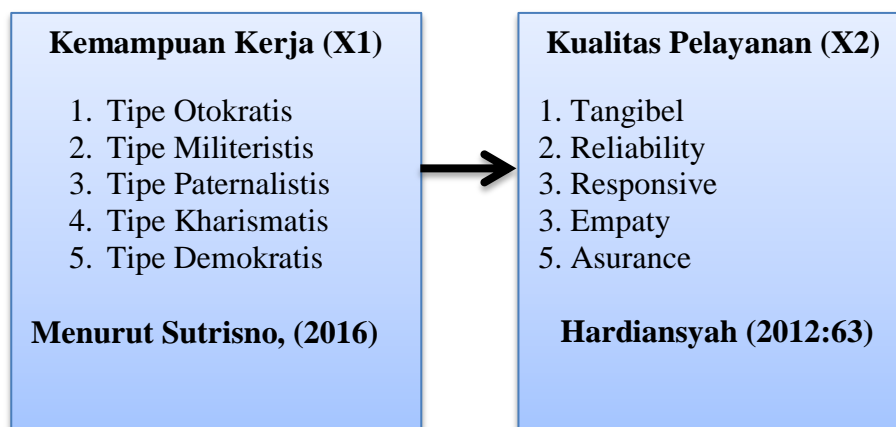 Kemampuan Kerja (X1)
1. Tipe Otokratis
2. Tipe Militeristis
3. Tipe Paternalistis
4. Tipe Kharismatis
5. Tipe Demokratis
Menurut Sutrisno, (2016)
Kualitas Pelayanan (X2)
1. Tangibel
2. Reliability
3. Responsive
3. Empaty
5. Asurance
Hardiansyah (2012:63)